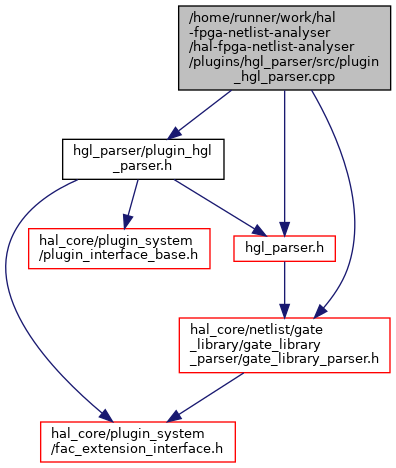 /home/runner/work/hal
-fpga-netlist-analyser
/hal-fpga-netlist-analyser
/plugins/hgl_parser/src/plugin
_hgl_parser.cpp
hgl_parser/plugin_hgl
_parser.h
hal_core/plugin_system
/plugin_interface_base.h
hgl_parser.h
hal_core/netlist/gate
_library/gate_library
_parser/gate_library_parser.h
hal_core/plugin_system
/fac_extension_interface.h